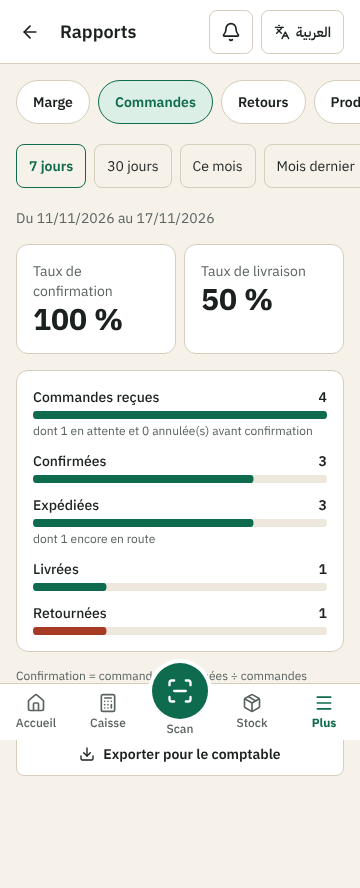 Rapports
العربية
Marge
Commandes
Retours
7 jours
30 jours
Ce mois
Mois dernier
Du 11/11/2026 au 17/11/2026
Taux de
confirmation
100 %
Taux de livraison
50 %
Commandes reçues 4
dont 1 en attente et 0 annulée(s) avant confirmation
Confirmées 3
Expédiées 3
dont 1 encore en route
Livrées 1
Retournées 1
Confirmation = ÷ commandes
Accueil
Caisse
Scan
Stock
Plus
Exporter pour le comptable